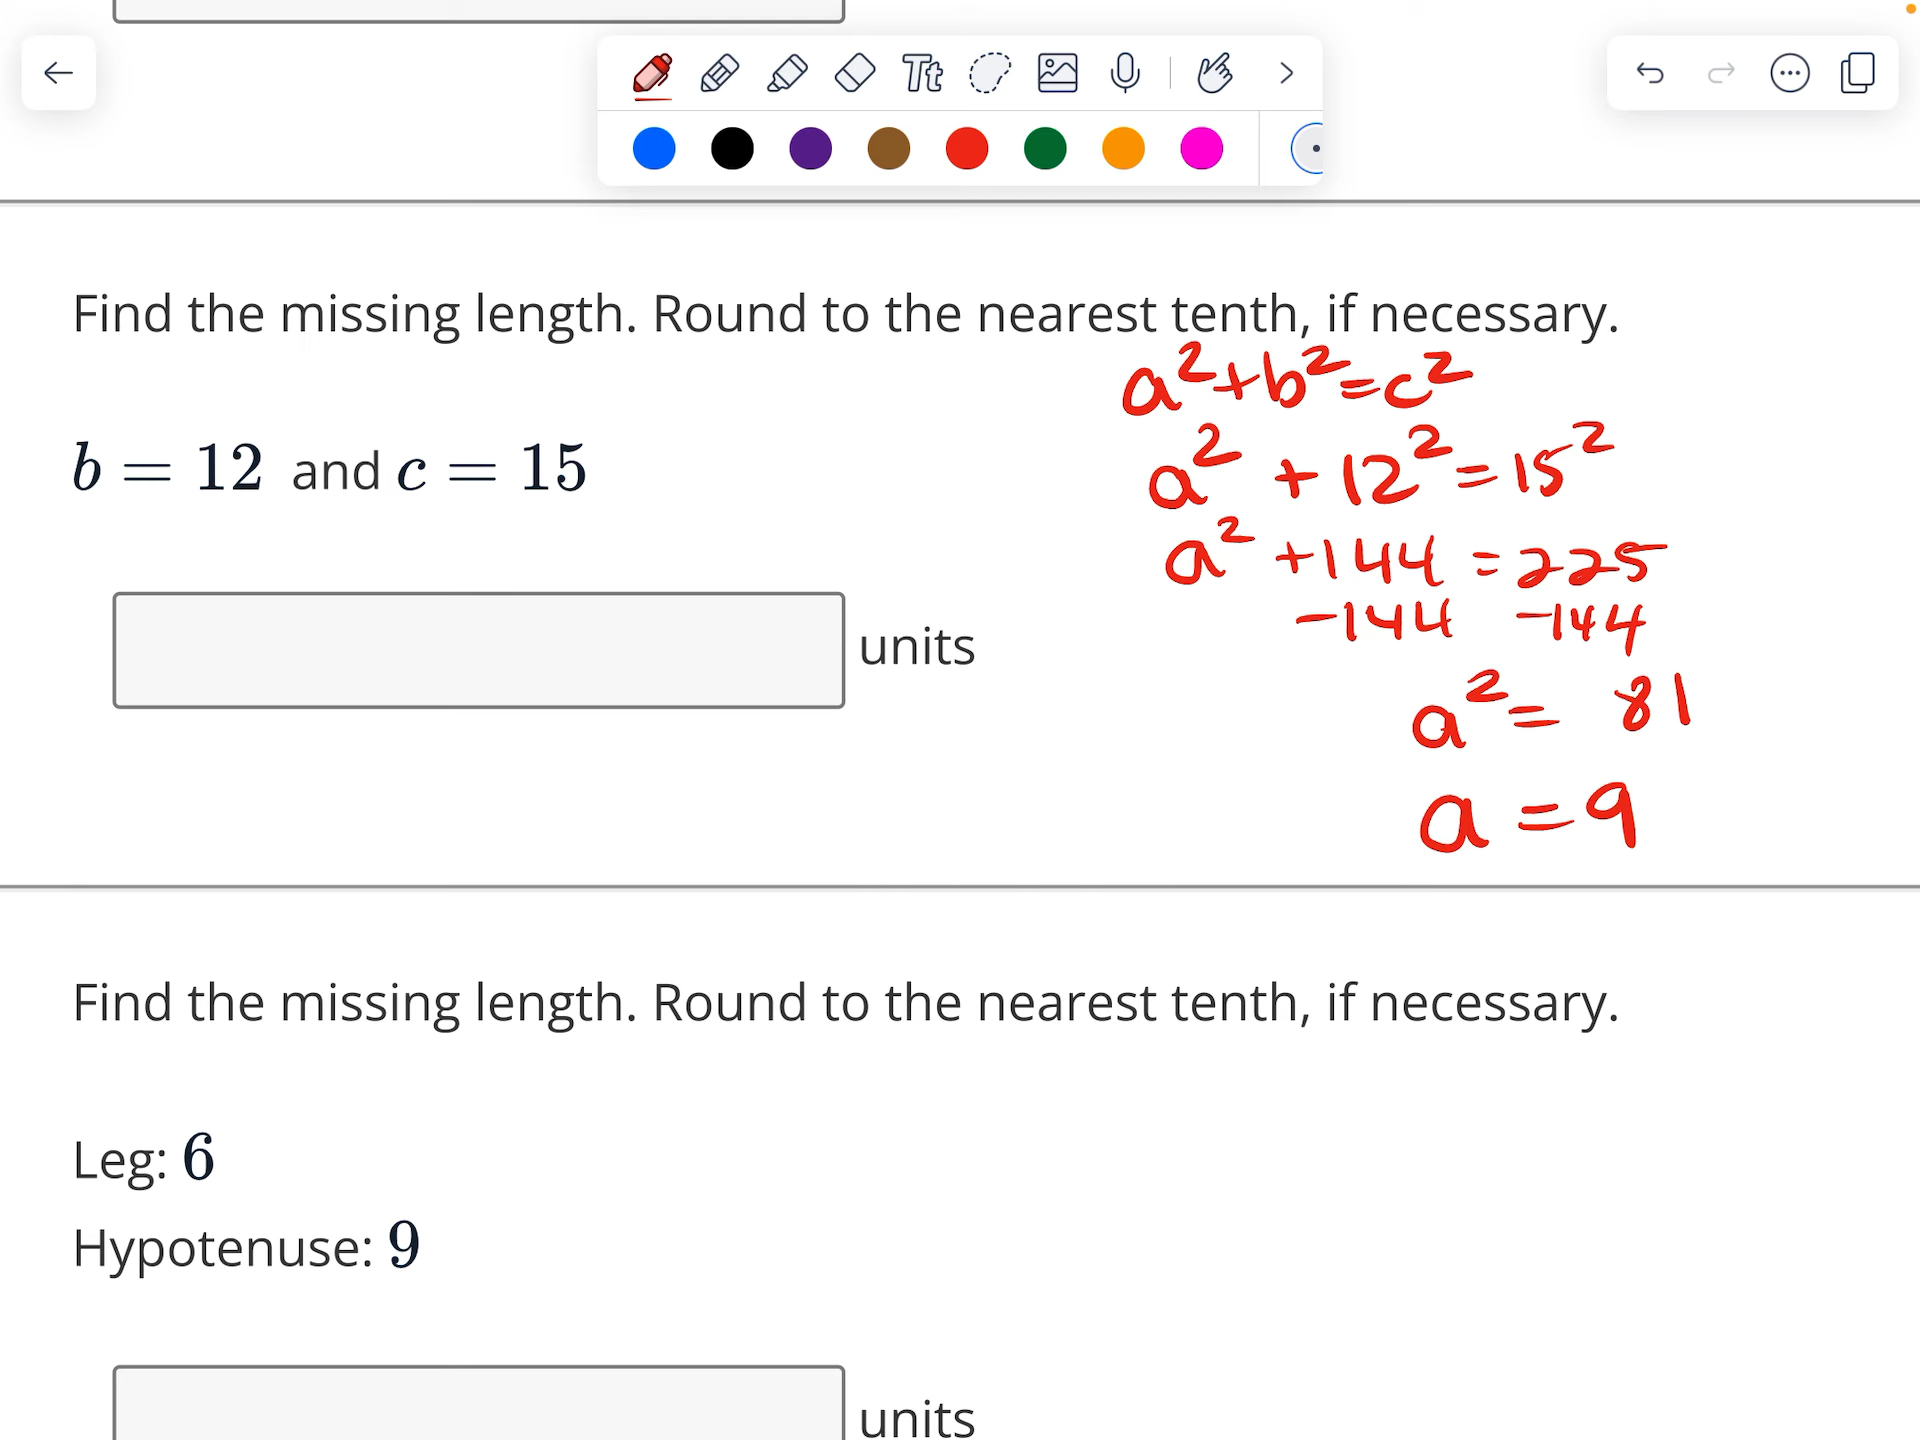 Tt
Find the missing length. Round to the nearest tenth, if necessary.
a²+b²=c²
b = 12 and c = 15
a² + 12² = 15²
a² +144 = 225
-144 -144
units
a² = 81
a = 9
Find the missing length. Round to the nearest tenth, if necessary.
Leg: 6
Hypotenuse: 9
units